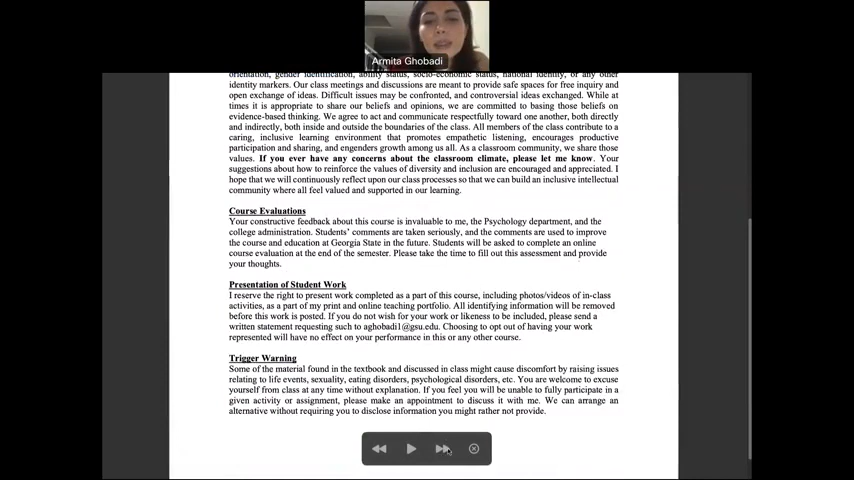 Armita Ghobadi
orientation, gender identification, ability status, socio-economic status, national identity, or any other
identity markers. Our class meetings and discussions are meant to provide safe spaces for free inquiry and
open exchange of ideas. Difficult issues may be confronted, and controversial ideas exchanged. While at
times it is appropriate to share our beliefs and opinions, we are committed to basing those beliefs on
evidence-based thinking. We agree to act and communicate respectfully toward one another, both directly
and indirectly, both inside and outside the boundaries of the class. All members of the class contribute to a
caring, inclusive learning environment that promotes empathetic listening, encourages productive
participation and sharing, and engenders growth among us all. As a classroom community, we share those
values. If you ever have any concerns about the classroom climate, please let me know. Your
suggestions about how to reinforce the values of diversity and inclusion are encouraged and appreciated. I
hope that we will continuously reflect upon our class processes so that we can build an inclusive intellectual
community where all feel valued and supported in our learning.
Course Evaluations
Your constructive feedback about this course is invaluable to me, the Psychology department, and the
college administration. Students' comments are taken seriously, and the comments are used to improve
the course and education at Georgia State in the future. Students will be asked to complete an online
course evaluation at the end of the semester. Please take the time to fill out this assessment and provide
your thoughts.
Presentation of Student Work
I reserve the right to present work completed as a part of this course, including photos/videos of in-class
activities, as a part of my print and online teaching portfolio. All identifying information will be removed
before this work is posted. If you do not wish for your work or likeness to be included, please send a
written statement requesting such to aghobadi1@gsu.edu. Choosing to opt out of having your work
represented will have no effect on your performance in this or any other course.
Trigger Warning
Some of the material found in the textbook and discussed in class might cause discomfort by raising issues
relating to life events, sexuality, eating disorders, psychological disorders, etc. You are welcome to excuse
yourself from class at any time without explanation. If you feel you will be unable to fully participate in a
given activity or assignment, please make an appointment to discuss it with me. We can arrange an
alternative without requiring you to disclose information you might rather not provide.